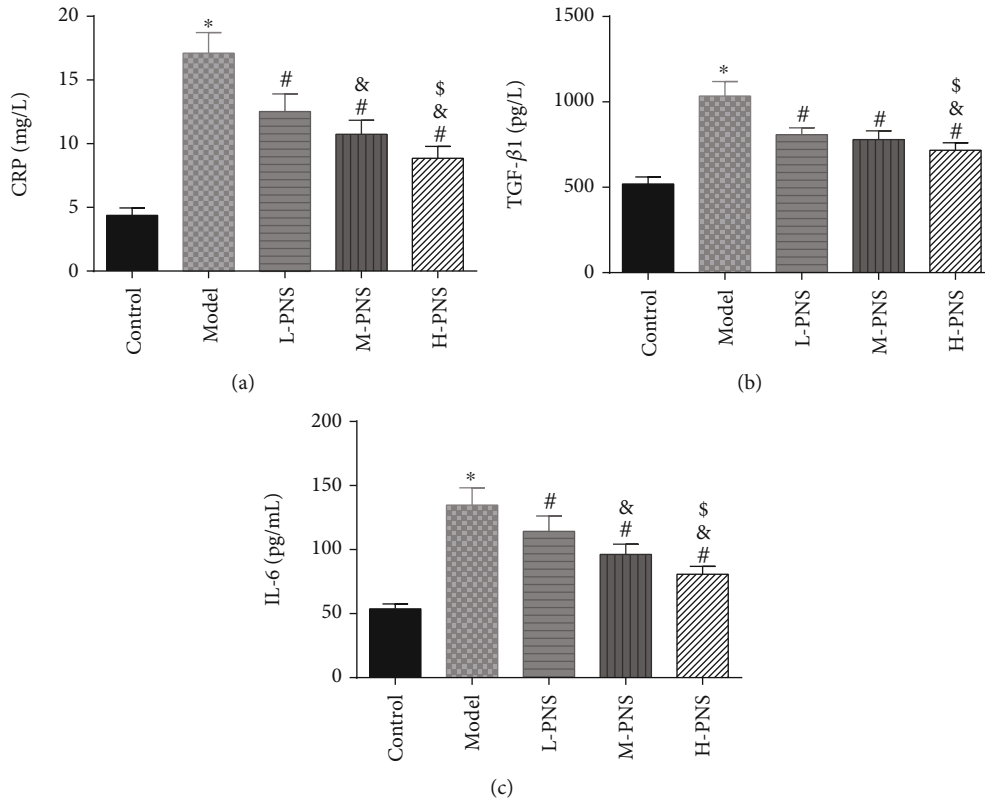 CRP (mg/L)
20
15
10
5
0
*
#
&
#
$
&
#
Control
Model
L-PNS
M-PNS
H-PNS
(a)
TGF-β1 (pg/L)
1500
1000
500
0
*
#
#
$
&
#
Control
Model
L-PNS
M-PNS
H-PNS
(b)
IL-6 (pg/mL)
200
150
100
50
0
*
#
&
#
$
&
#
Control
Model
L-PNS
M-PNS
H-PNS
(c)